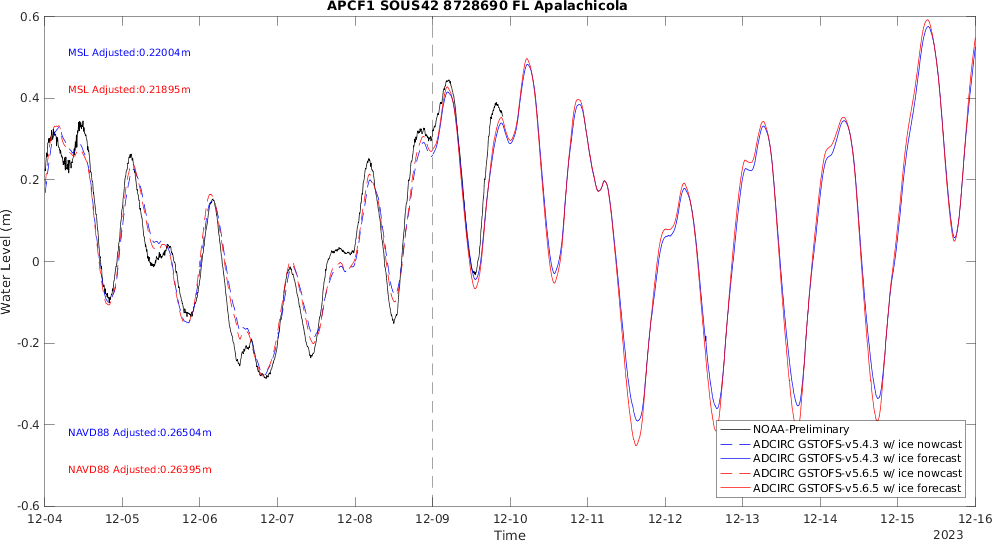 APCF1 SOUS42 8728690 FL Apalachicola
0.6
0.4
0.2
0
-0.2
-0.4
-0.6
Water Level (m)
MSL Adjusted:0.22004m
MSL Adjusted:0.21895m
NAVD88 Adjusted:0.26504m
NAVD88 Adjusted:0.26395m
NOAA-Preliminary
ADCIRC GSTOFS-v5.4.3 w/ ice nowcast
ADCIRC GSTOFS-v5.4.3 w/ ice forecast
ADCIRC GSTOFS-v5.6.5 w/ ice nowcast
ADCIRC GSTOFS-v5.6.5 w/ ice forecast
12-04 12-05 12-06 12-07 12-08 12-09 12-10 12-11 12-12 12-13 12-14 12-15 12-16
Time
2023